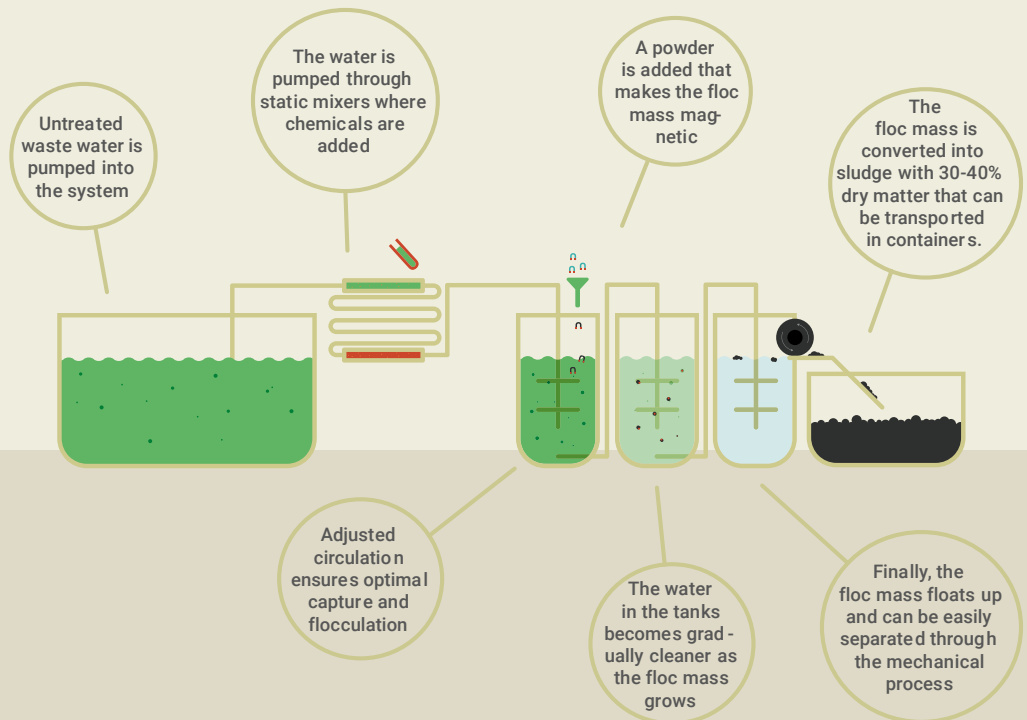 Untreated
waste water is
pumped into
the system
The water is
pumped through
static mixers where
chemicals are
added
A powder
is added that
makes the floc
mass mag-
netic
The
floc mass is
converted into
sludge with 30-40%
dry matter that can
be transported
in containers.
Adjusted
circulation
ensures optimal
capture and
flocculation
The water
in the tanks
becomes grad-
ually cleaner as
the floc mass
grows
Finally, the
floc mass floats up
and can be easily
separated through
the mechanical
process